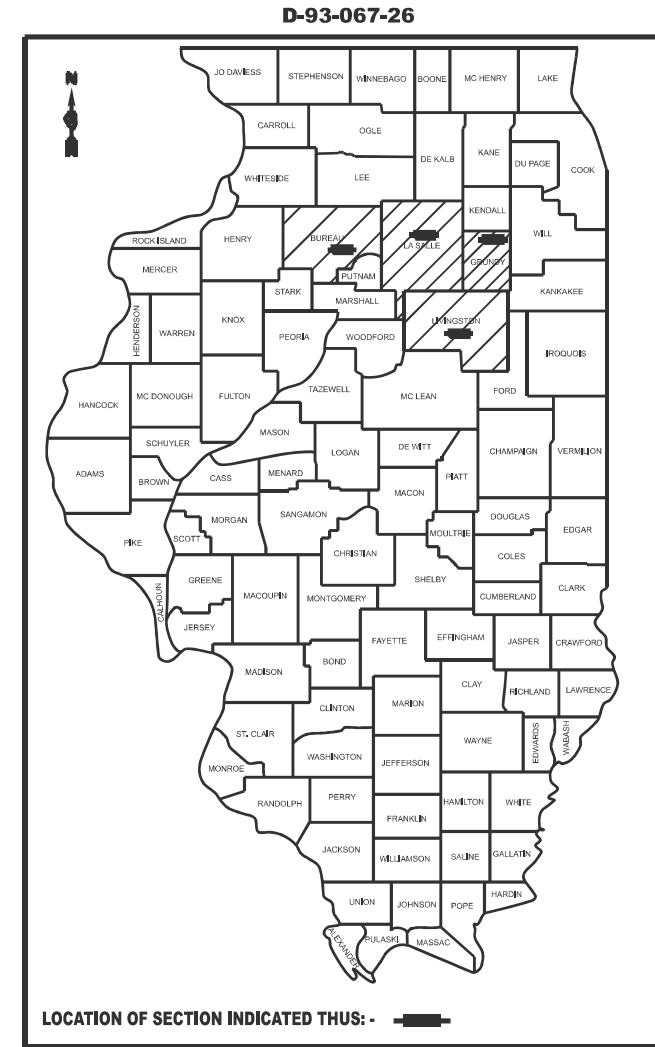 D-93-067-26
N
JO DAVIESS
STEPHENSON
WINNEBAGO
BOONE
MC HENRY
LAKE
CARROLL
OGLE
DE KALB
KANE
DU PAGE
COOK
WHITESIDE
LEE
KENDALL
WILL
ROCK ISLAND
HENRY
BUREAU
LA SALLE
GRUNDY
MERCER
PUTNAM
STARK
MARSHALL
KANKAKEE
HENDERSON
WARREN
KNOX
PEORIA
WOODFORD
LIVINGSTON
IROQUOIS
HANCOCK
MC DONOUGH
FULTON
TAZEWELL
MC LEAN
FORD
SCHUYLER
MASON
LOGAN
DE WITT
CHAMPAIGN
VERMILION
ADAMS
BROWN
CASS
MENARD
PIATT
MACON
PIKE
SCOTT
MORGAN
SANGAMON
CHRISTIAN
MOULTRIE
DOUGLAS
EDGAR
COLES
CALHOUN
GREENE
MACOUPIN
MONTGOMERY
SHELBY
CUMBERLAND
CLARK
JERSEY
FAYETTE
EFFINGHAM
JASPER
CRAWFORD
MADISON
BOND
CLAY
RICHLAND
LAWRENCE
CLINTON
MARION
ST. CLAIR
WAYNE
EDWARDS
WABASH
MONROE
WASHINGTON
JEFFERSON
RANDOLPH
PERRY
HAMILTON
WHITE
FRANKLIN
JACKSON
WILLIAMSON
SALINE
GALLATIN
UNION
JOHNSON
POPE
HARDIN
ALEXANDER
PULASKI
MASSAC
LOCATION OF SECTION INDICATED THUS: -